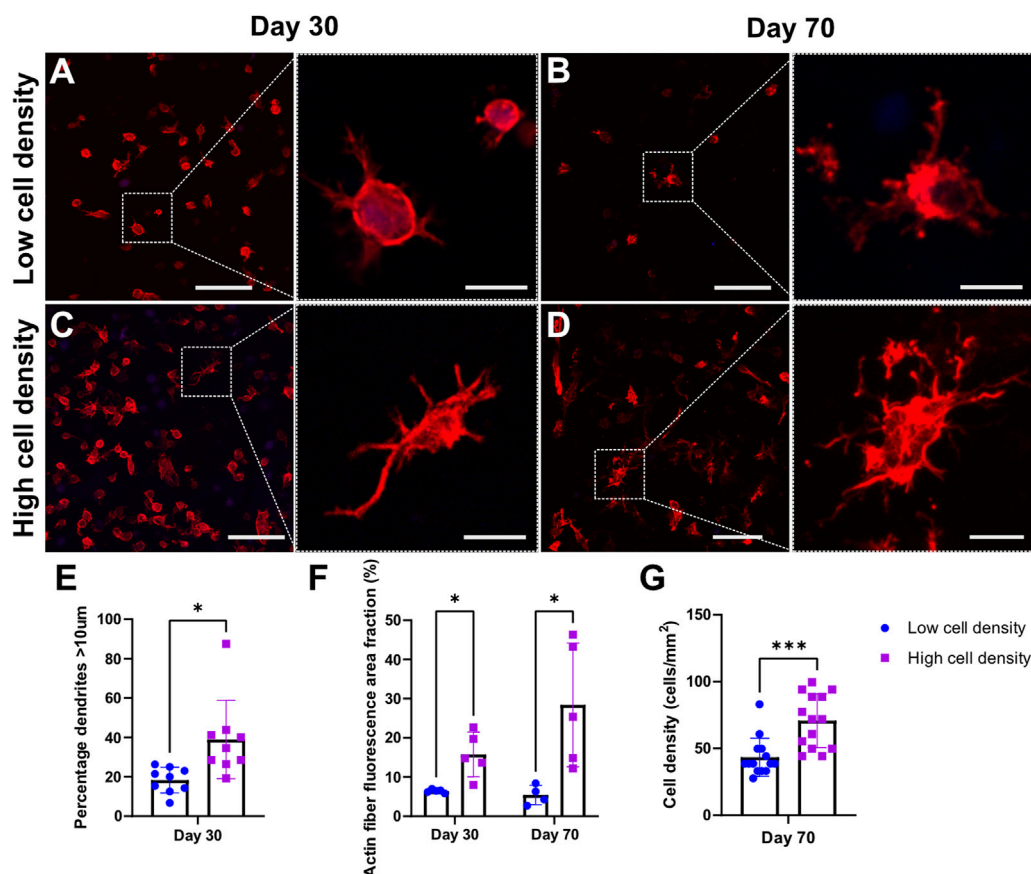 Day 30
Day 70
Low cell density
A
B
High cell density
C
D
E
Percentage dendrites >10um
100
80
60
40
20
0
*
Day 30
F
Actin fiber fluorescence area fraction (%)
50
40
30
20
10
0
*
*
Day 30
Day 70
G
Cell density (cells/mm²)
150
100
50
0
***
Day 70
Low cell density
High cell density